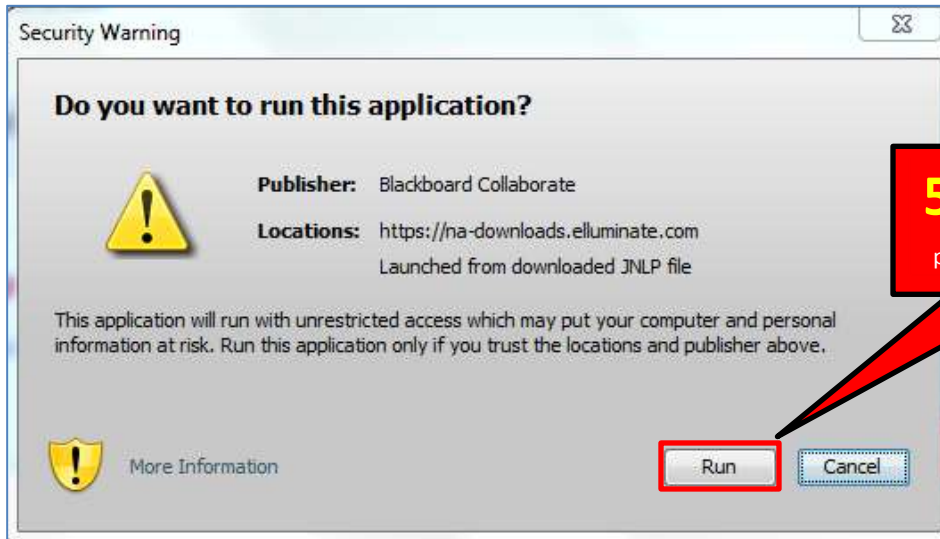 Security Warning
Do you want to run this application?
Publisher: Blackboard Collaborate
Locations: https://na-downloads.elluminate.com
Launched from downloaded JNLP file
5
p
This application will run with unrestricted access which may put your computer and personal
information at risk. Run this application only if you trust the locations and publisher above.
More Information
Run
Cancel